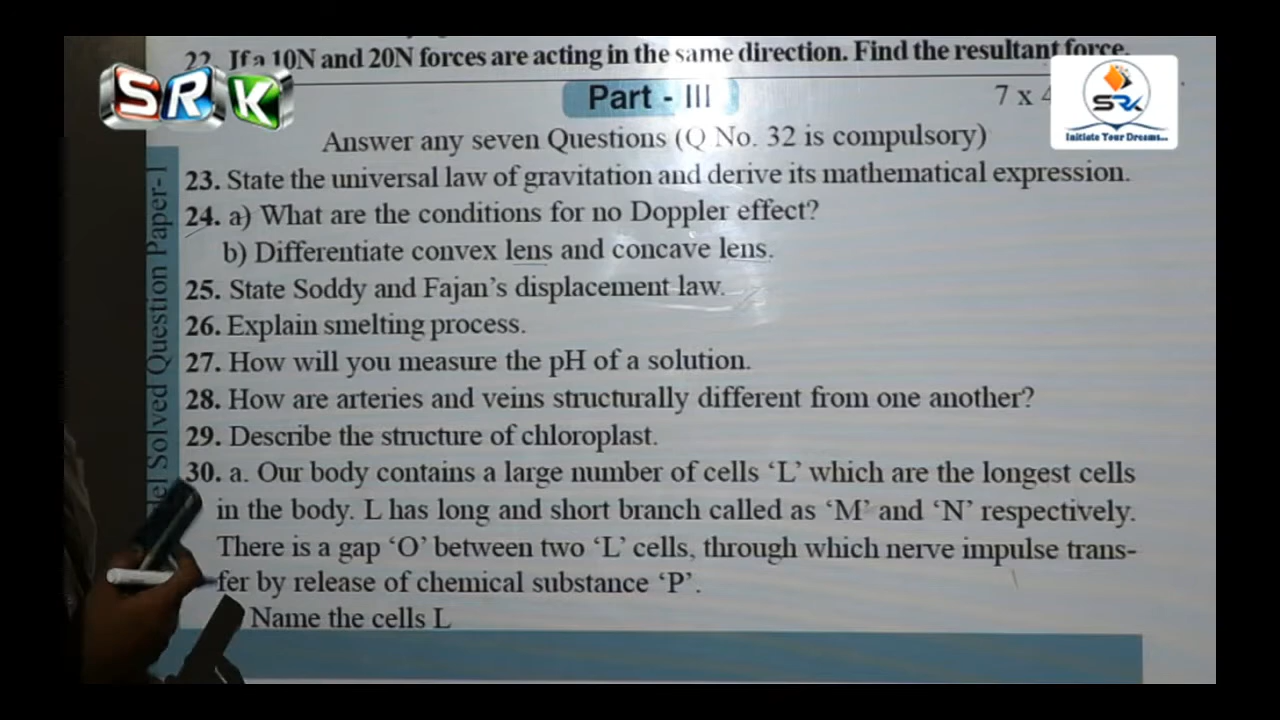 22. If a 10N and 20N forces are acting in the same direction. Find the resultant force.
SRK
Part - III
7 x 4
SRK
Initiate Your Dreams...
Answer any seven Questions (Q No. 32 is compulsory)
23. State the universal law of gravitation and derive its mathematical expression.
24. a) What are the conditions for no Doppler effect?
b) Differentiate convex lens and concave lens.
25. State Soddy and Fajan's displacement law.
26. Explain smelting process.
27. How will you measure the pH of a solution.
28. How are arteries and veins structurally different from one another?
29. Describe the structure of chloroplast.
30. a. Our body contains a large number of cells 'L' which are the longest cells
in the body. L has long and short branch called as 'M' and 'N' respectively.
There is a gap 'O' between two 'L' cells, through which nerve impulse trans-
fer by release of chemical substance 'P'.
Name the cells L
Solved Question Paper-1